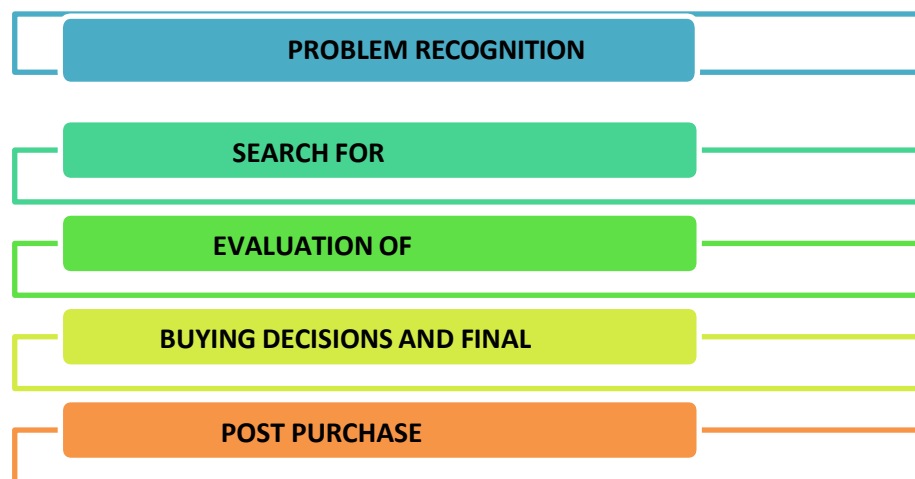 PROBLEM RECOGNITION
SEARCH FOR
EVALUATION OF
BUYING DECISIONS AND FINAL
POST PURCHASE